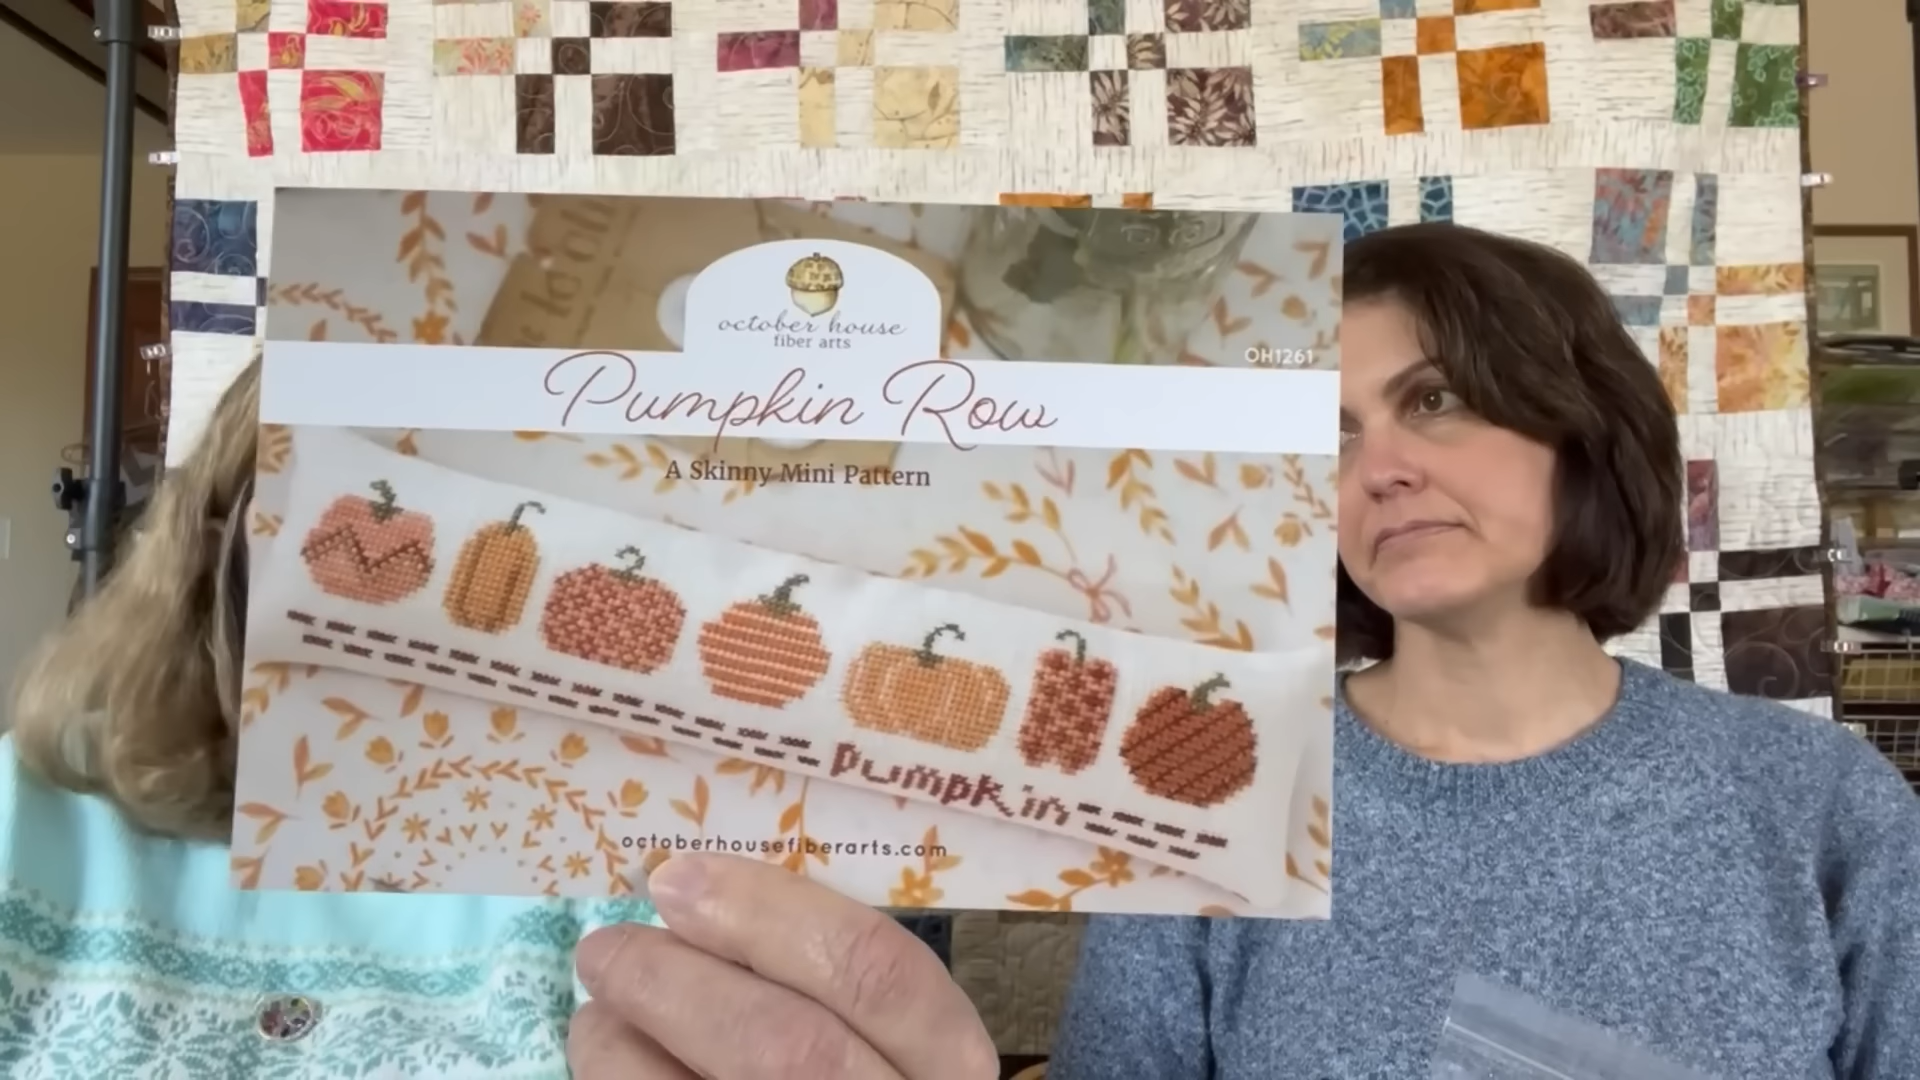 october house
fiber arts
OH1261
Pumpkin Row
A Skinny Mini Pattern
pumpkin
octoberhousefiberarts.com